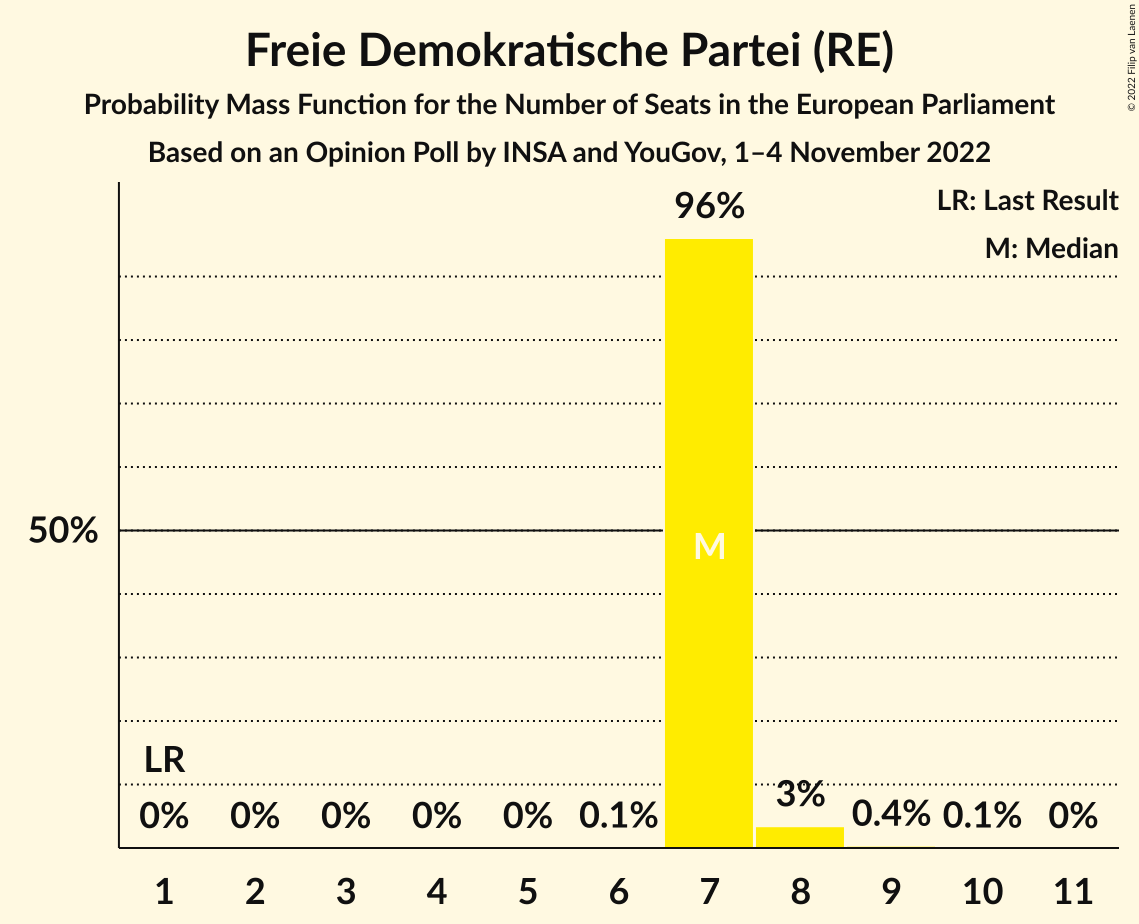 Freie Demokratische Partei (RE)
Probability Mass Function for the Number of Seats in the European Parliament
Based on an Opinion Poll by INSA and YouGov, 1–4 November 2022
© 2022 Filip van Laenen
LR: Last Result
M: Median
96%
50%
M
LR
0% 0% 0% 0% 0% 0.1% 3% 0.4% 0.1% 0%
1 2 3 4 5 6 7 8 9 10 11